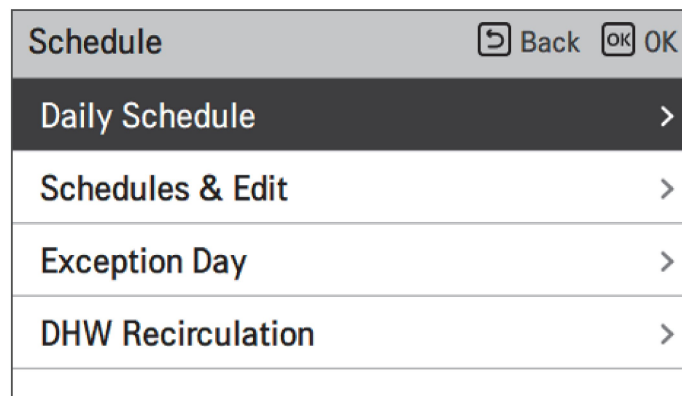 Schedule Back OK OK
Daily Schedule
Schedules & Edit
Exception Day
DHW Recirculation